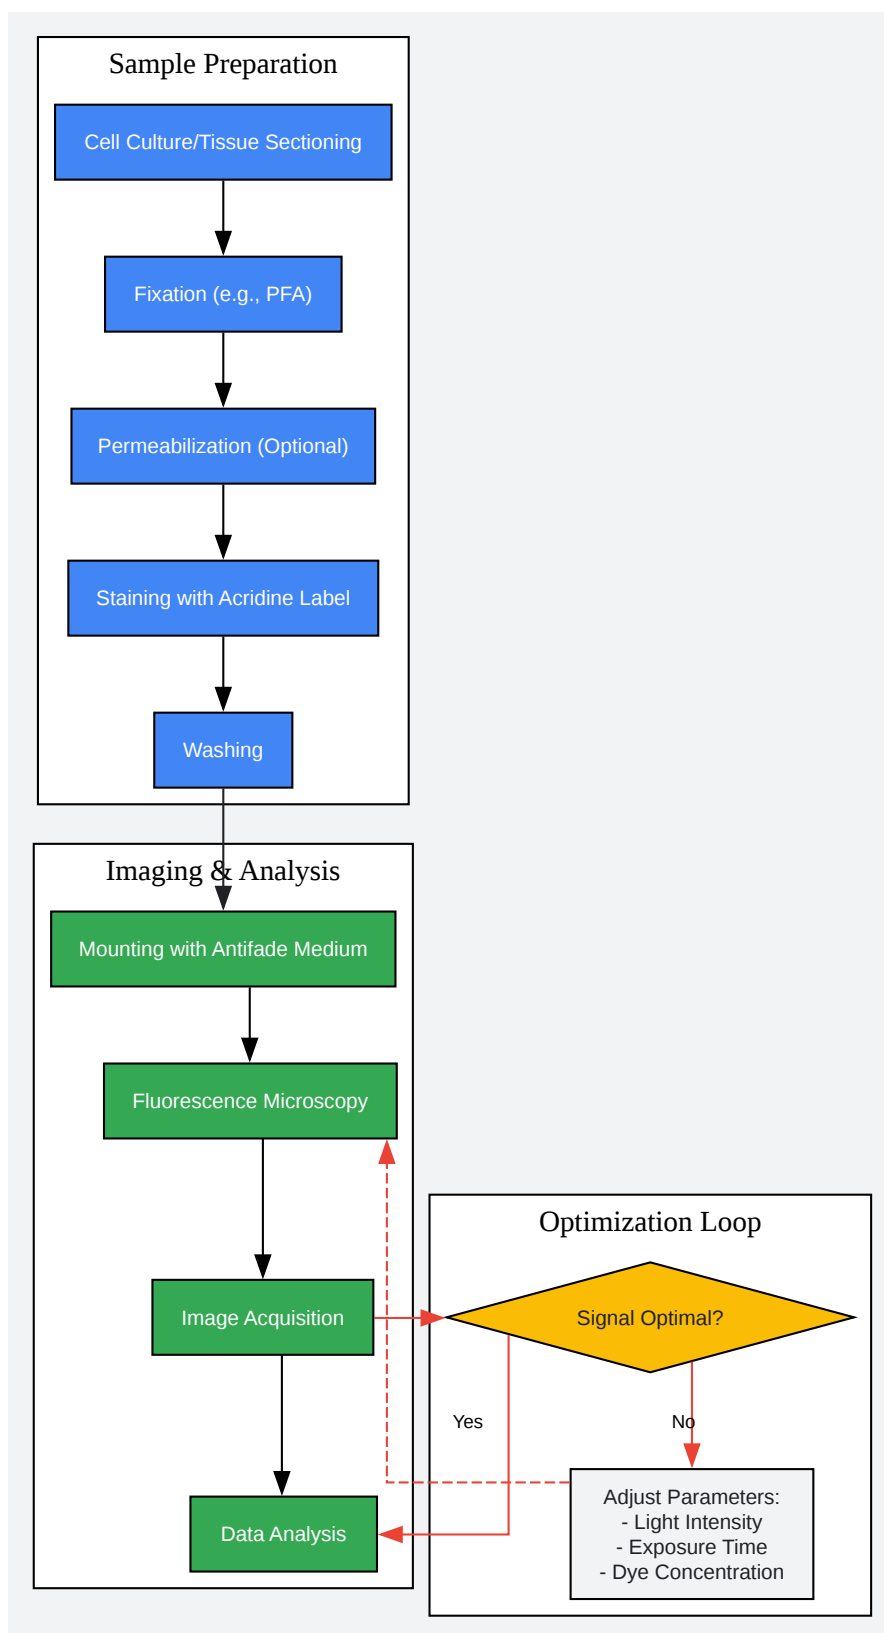 Sample Preparation
Cell Culture/Tissue Sectioning
Fixation (e.g., PFA)
Permeabilization (Optional)
Staining with Acridine Label
Washing
Imaging & Analysis
Mounting with Antifade Medium
Fluorescence Microscopy
Optimization Loop
Image Acquisition
Signal Optimal?
Yes
No
Adjust Parameters:
- Light Intensity
- Exposure Time
- Dye Concentration
Data Analysis